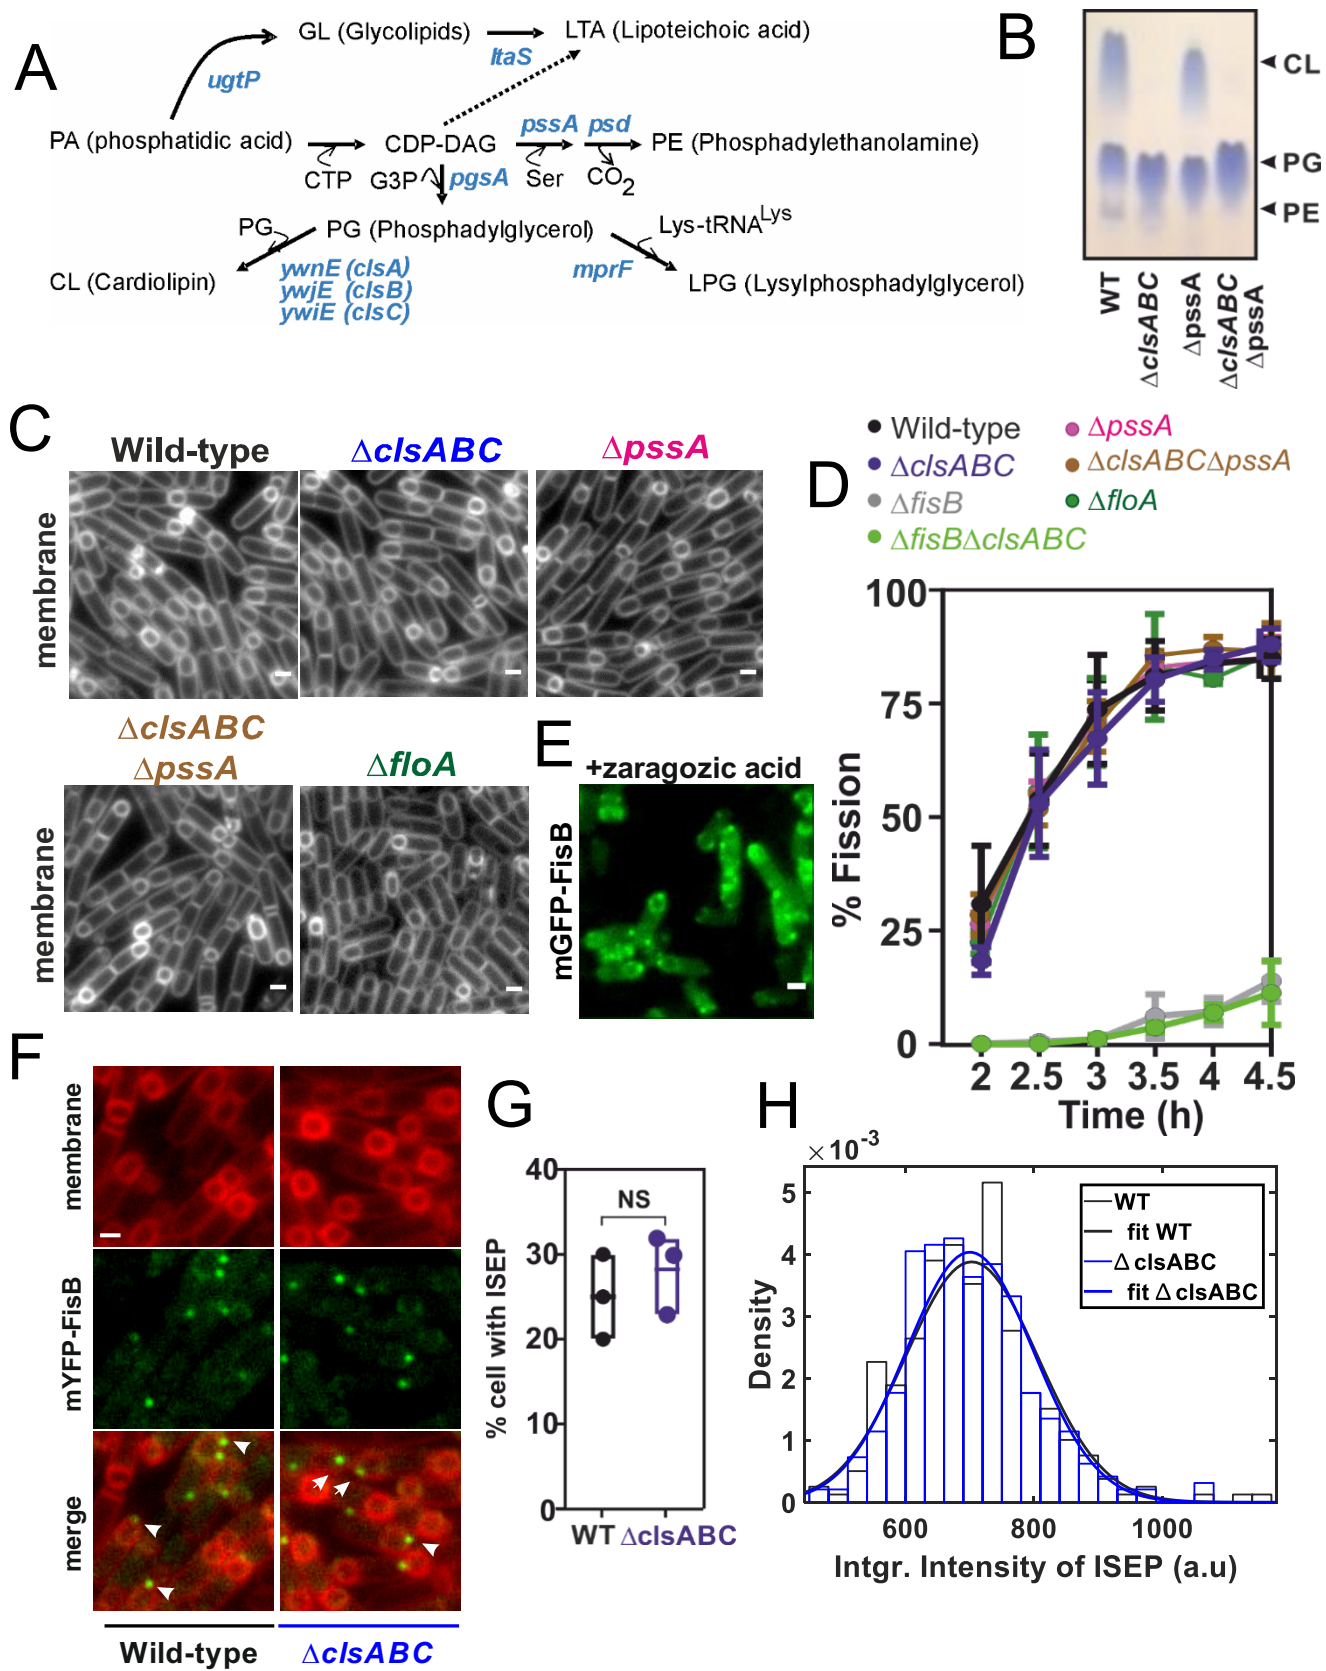 A
GL (Glycolipids)
LTA (Lipoteichoic acid)
ugtP
ltaS
PA (phosphatidic acid)
CDP-DAG
pssA psd
PE (Phosphadylethanolamine)
CTP
G3P
pgsA
Ser
CO2
PG
PG (Phosphadylglycerol)
Lys-tRNALys
CL (Cardiolipin)
ywnE (clsA)
ywjE (clsB)
ywiE (clsC)
mprF
LPG (Lysylphosphadylglycerol)
B
CL
PG
PE
WT
ΔclsABC
ΔpssA
ΔclsABC
ΔpssA
C
Wild-type
ΔclsABC
ΔpssA
membrane
ΔclsABC
ΔpssA
ΔfloA
membrane
D
Wild-type
ΔpssA
ΔclsABC
ΔclsABCΔpssA
ΔfisB
ΔfloA
ΔfisBΔclsABC
% Fission
100
75
50
25
0
2 2.5 3 3.5 4 4.5
Time (h)
E
+zaragozic acid
mGFP-FisB
F
membrane
mYFP-FisB
merge
Wild-type
ΔclsABC
G
% cell with ISEP
40
30
20
10
0
NS
WT ΔclsABC
H
×10-3
Density
5
4
3
2
1
0
WT
fit WT
Δ clsABC
fit Δ clsABC
600 800 1000
Intgr. Intensity of ISEP (a.u)